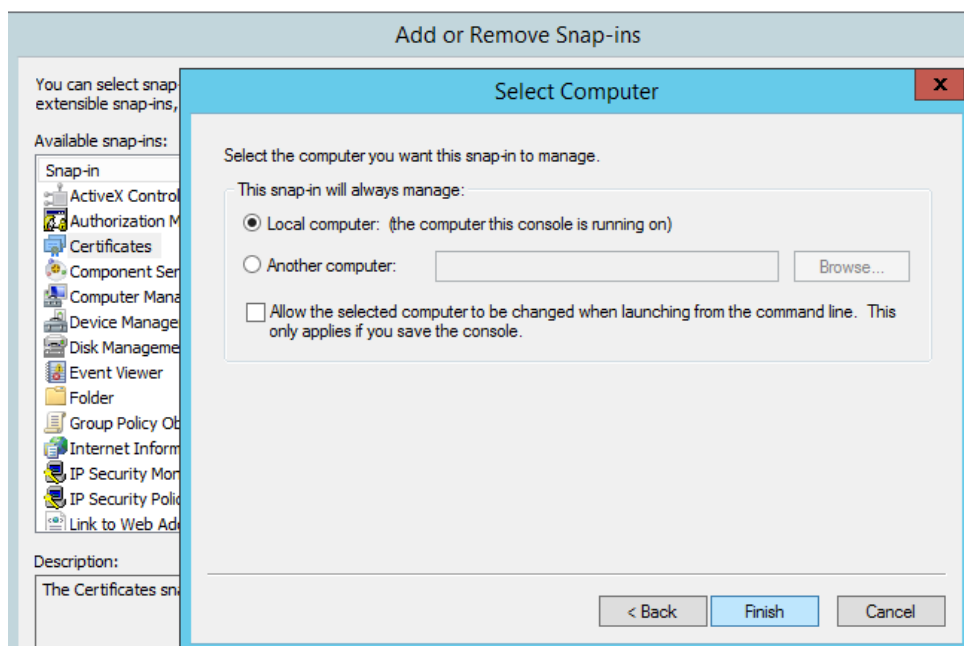 Add or Remove Snap-ins
You can select snap-
extensible snap-ins,
Available snap-ins:
Snap-in
ActiveX Control
Authorization M
Certificates
Component Ser
Computer Mana
Device Manage
Disk Manageme
Event Viewer
Folder
Group Policy Ob
Internet Inform
IP Security Mon
IP Security Polic
Link to Web Add
Description:
The Certificates sna
Select Computer
x
Select the computer you want this snap-in to manage.
This snap-in will always manage:
Local computer: (the computer this console is running on)
Another computer:
Browse...
Allow the selected computer to be changed when launching from the command line. This
only applies if you save the console.
< Back
Finish
Cancel